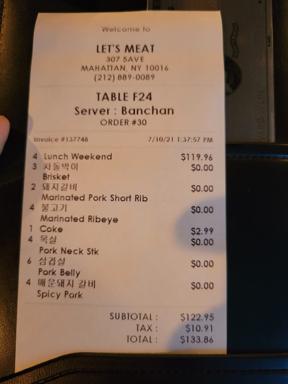 Welcome to
LET'S MEAT
307 5AVE
MAHATTAN, NY 10016
(212) 889-0089
TABLE F24
Server : Banchan
ORDER #30
Invoice #137748 7/10/21 1:37:57 PM
4 Lunch Weekend $119.96
3 차돌박이 $0.00
Brisket
2 돼지갈비 $0.00
Marinated Pork Short Rib
4 불고기 $0.00
Marinated Ribeye
1 Coke $2.99
4 목살 $0.00
Pork Neck Stk
6 삼겹살 $0.00
Pork Belly
4 매운돼지 갈비 $0.00
Spicy Pork
SUBTOTAL : $122.95
TAX : $10.91
TOTAL : $133.86